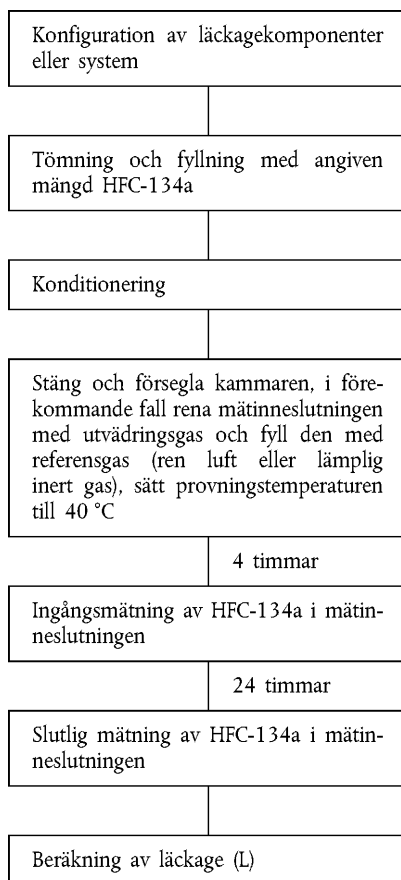 Konfiguration av läckagekomponenter
eller system
Tömning och fyllning med angiven
mängd HFC-134a
Konditionering
Stäng och försegla kammaren, i före-
kommande fall rena mätinneslutningen
med utvädringsgas och fyll den med
referensgas (ren luft eller lämplig
inert gas), sätt provningstemperaturen
till 40 °C
4 timmar
Ingångsmätning av HFC-134a i mätin-
neslutningen
24 timmar
Slutlig mätning av HFC-134a i mätin-
neslutningen
Beräkning av läckage (L)